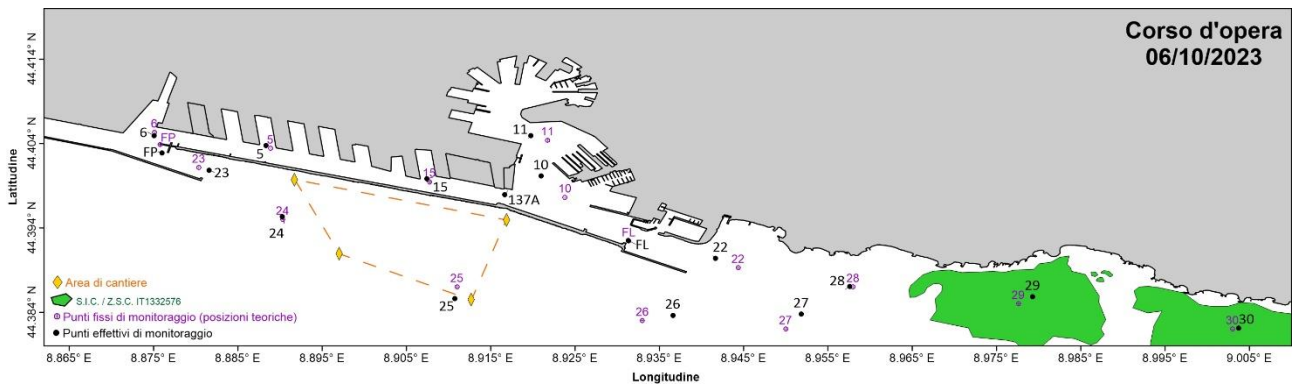 Corso d'opera
06/10/2023
Latitudine
44.414° N
44.404° N
44.394° N
44.384° N
6
6
FP
FP
23
23
5
5
24
24
15
15
11
11
10
10
137A
FL
FL
25
25
22
22
26
26
27
27
28
28
29
29
30
30
Area di cantiere
S.I.C. / Z.S.C. IT1332576
Punti fissi di monitoraggio (posizioni teoriche)
Punti effettivi di monitoraggio
8.865° E
8.875° E
8.885° E
8.895° E
8.905° E
8.915° E
8.925° E
8.935° E
8.945° E
8.955° E
8.965° E
8.975° E
8.985° E
8.995° E
9.005° E
Longitudine